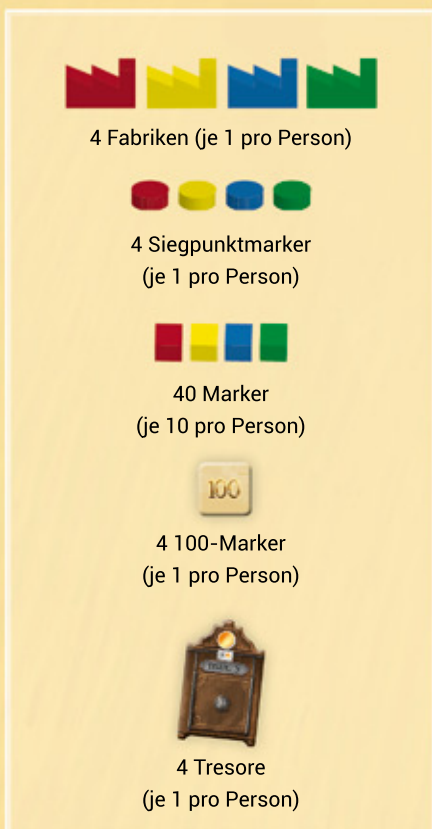 4 Fabriken (je 1 pro Person)
4 Siegpunktmarker
(je 1 pro Person)
40 Marker
(je 10 pro Person)
100
4 100-Marker
(je 1 pro Person)
4 Tresore
(je 1 pro Person)